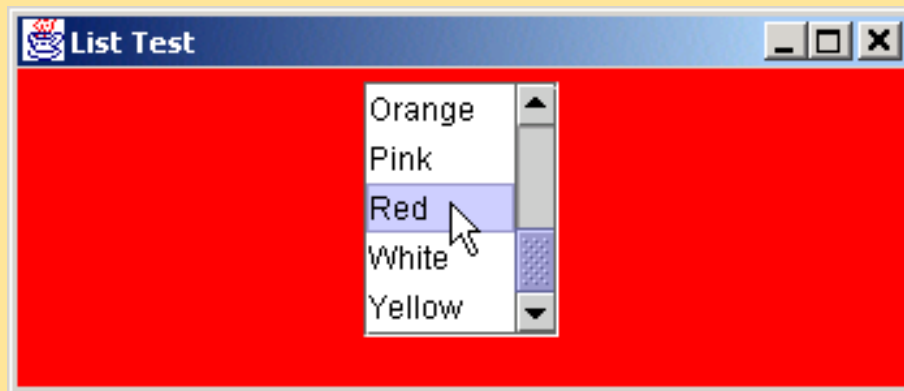 List Test
Orange
Pink
Red
White
Yellow